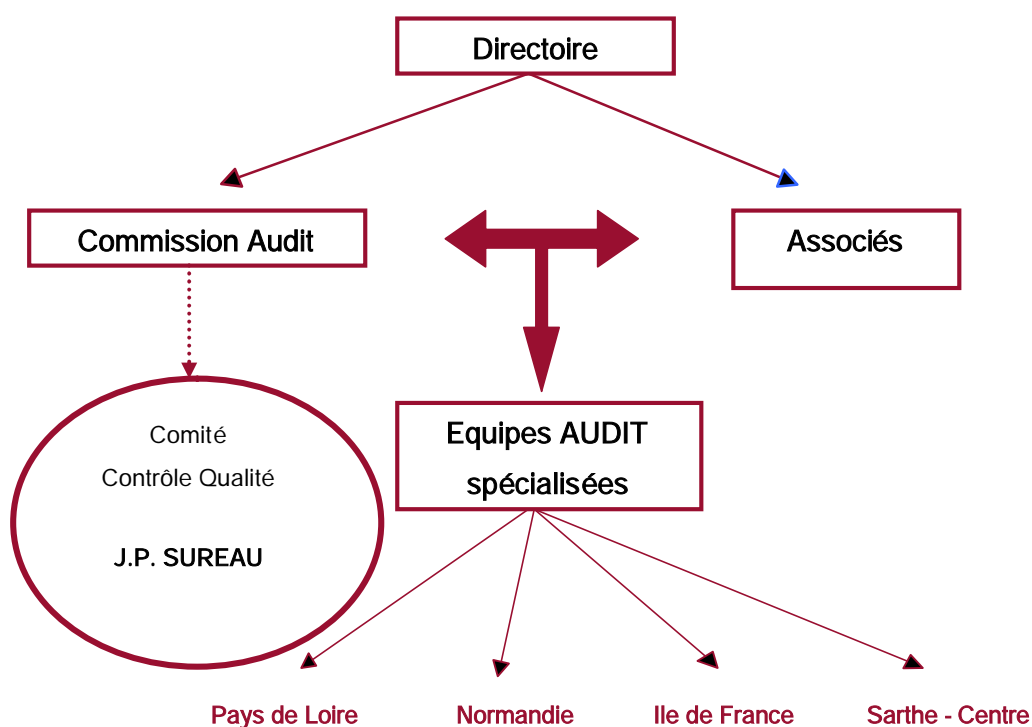 Directoire
Commission Audit
Associés
Comité
Contrôle Qualité
J.P. SUREAU
Equipes AUDIT
spécialisées
Pays de Loire
Normandie
Ile de France
Sarthe - Centre